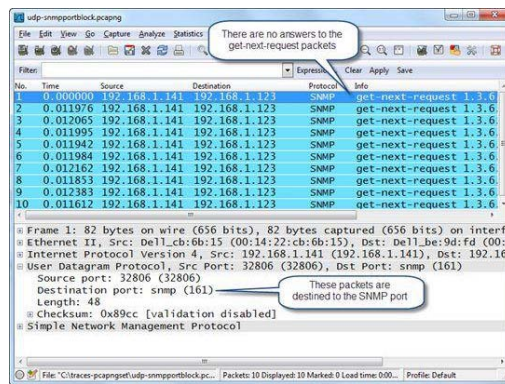 udp-snmpportblock.pcapng
File Edit View Go Capture Analyze Statistics
There are no answers to the
get-next-request packets
Filter: Expression... Clear Apply Save
No. Time Source Destination Protocol Info
1 0.000000 192.168.1.141 192.168.1.123 SNMP get-next-request 1.3.6.
2 0.011976 192.168.1.141 192.168.1.123 SNMP get-next-request 1.3.6.
3 0.012065 192.168.1.141 192.168.1.123 SNMP get-next-request 1.3.6.
4 0.011995 192.168.1.141 192.168.1.123 SNMP get-next-request 1.3.6.
5 0.011942 192.168.1.141 192.168.1.123 SNMP get-next-request 1.3.6.
6 0.011984 192.168.1.141 192.168.1.123 SNMP get-next-request 1.3.6.
7 0.012162 192.168.1.141 192.168.1.123 SNMP get-next-request 1.3.6.
8 0.011853 192.168.1.141 192.168.1.123 SNMP get-next-request 1.3.6.
9 0.012383 192.168.1.141 192.168.1.123 SNMP get-next-request 1.3.6.
10 0.011612 192.168.1.141 192.168.1.123 SNMP get-next-request 1.3.6.
Frame 1: 82 bytes on wire (656 bits), 82 bytes captured (656 bits) on interf
Ethernet II, Src: Dell_cb:6b:15 (00:14:22:cb:6b:15), Dst: Dell_be:9d:fd (00:
Internet Protocol Version 4, Src: 192.168.1.141 (192.168.1.141), Dst: 192.16
User Datagram Protocol, Src Port: 32806 (32806), Dst Port: snmp (161)
Source port: 32806 (32806)
Destination port: snmp (161)
These packets are
destined to the SNMP port
Length: 48
Checksum: 0x89cc [validation disabled]
Simple Network Management Protocol
File: "C:\traces-pcapngset\udp-snmpportblock.pc... Packets: 10 Displayed: 10 Marked: 0 Load time: 0:00... Profile: Default